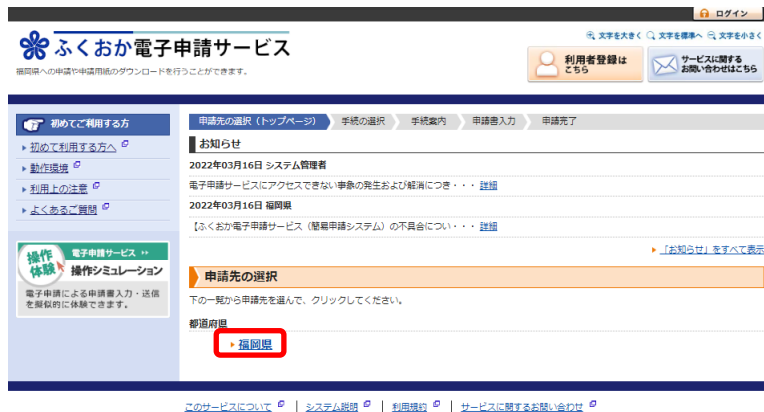 ログイン
文字を大きく 文字を標準へ 文字を小さく
ふくおか電子申請サービス
福岡県への申請や申請用紙のダウンロードを行うことができます。
利用者登録は
こちら
サービスに関する
お問い合わせはこちら
初めてご利用する方
初めて利用する方へ
動作環境
利用上の注意
よくあるご質問
操作
体験
電子申請サービス
操作シミュレーション
電子申請による申請書入力・送信
を擬似的に体験できます。
申請先の選択（トップページ） 手続の選択 手続案内 申請書入力 申請完了
お知らせ
2022年03月16日 システム管理者
電子申請サービスにアクセスできない事象の発生および解消につき・・・ 詳細
2022年03月16日 福岡県
【ふくおか電子申請サービス（簡易申請システム）の不具合につい・・・ 詳細
「お知らせ」をすべて表示
申請先の選択
下の一覧から申請先を選んで、クリックしてください。
都道府県
福岡県
このサービスについて | システム説明 | 利用規約 | サービスに関するお問い合わせ